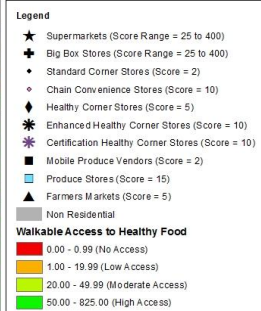 Legend
Supermarkets (Score Range = 25 to 400)
Big Box Stores (Score Range = 25 to 400)
Standard Corner Stores (Score = 2)
Chain Convenience Stores (Score = 10)
Healthy Corner Stores (Score = 5)
Enhanced Healthy Corner Stores (Score = 10)
Certification Healthy Corner Stores (Score = 10)
Mobile Produce Vendors (Score = 2)
Produce Stores (Score = 15)
Farmers Markets (Score = 5)
Non Residential
Walkable Access to Healthy Food
0.00 - 0.99 (No Access)
1.00 - 19.99 (Low Access)
20.00 - 49.99 (Moderate Access)
50.00 - 825.00 (High Access)